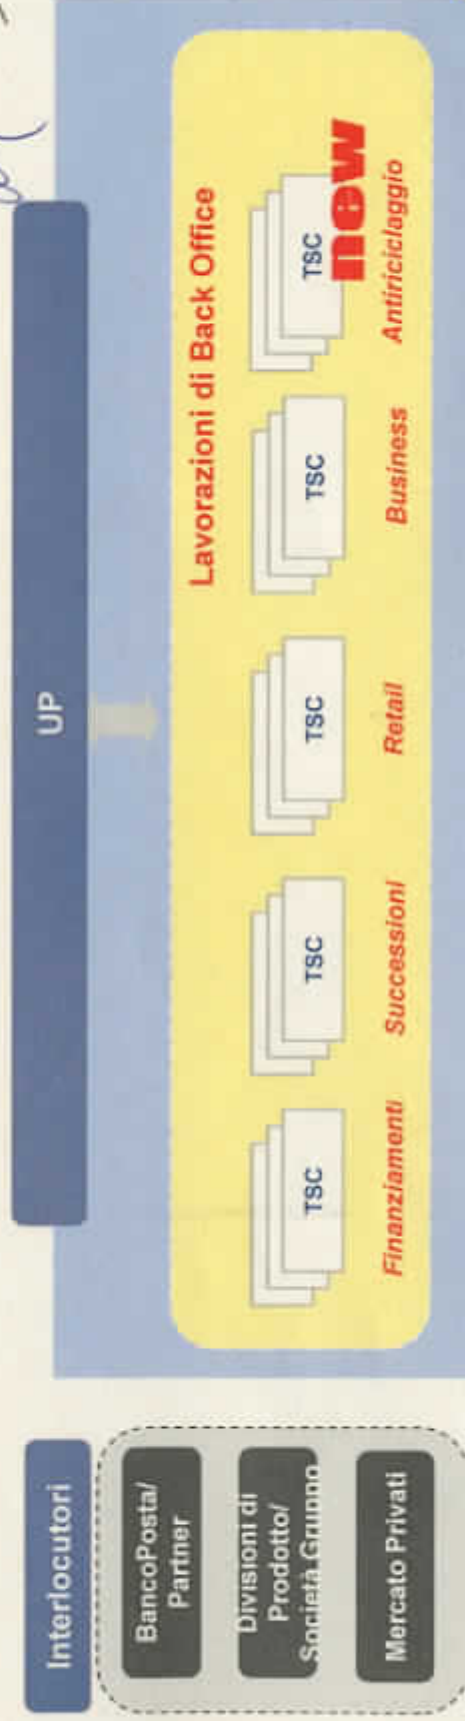 Interlocutori
BancoPosta/
Partner
Divisioni di
Prodotto/
Società Gruppo
Mercato Privati
UP
Lavorazioni di Back Office
TSC
TSC
TSC
TSC
TSC
new
Finanziamenti
Successioni
Retail
Business
Antiriciclaggio